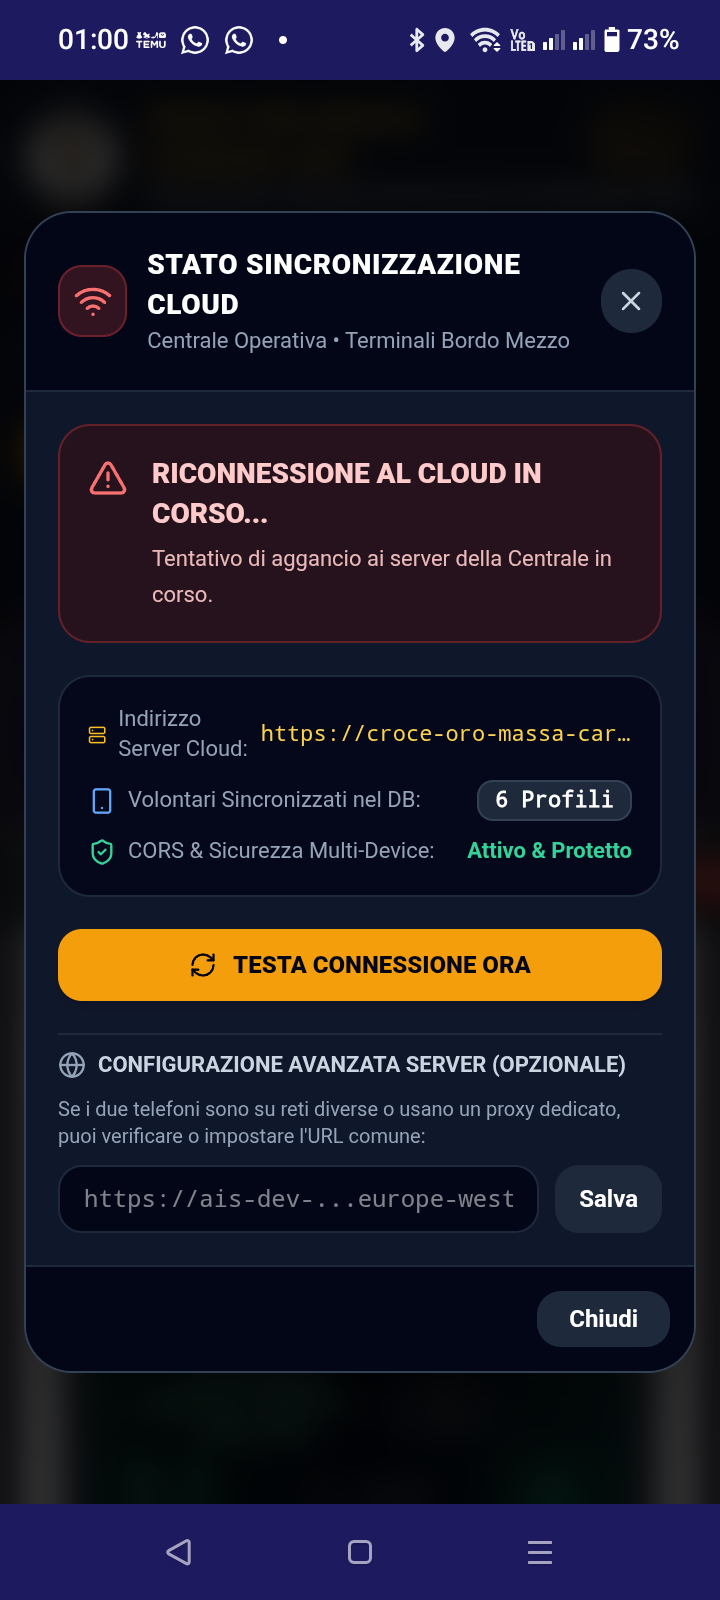 01:00 TEMU VoLTE 73%
STATO SINCRONIZZAZIONE
CLOUD
Centrale Operativa • Terminali Bordo Mezzo
RICONNESSIONE AL CLOUD IN
CORSO...
Tentativo di aggancio ai server della Centrale in
corso.
Indirizzo
Server Cloud: https://croce-oro-massa-car…
Volontari Sincronizzati nel DB: 6 Profili
CORS & Sicurezza Multi-Device: Attivo & Protetto
TESTA CONNESSIONE ORA
CONFIGURAZIONE AVANZATA SERVER (OPZIONALE)
Se i due telefoni sono su reti diverse o usano un proxy dedicato,
puoi verificare o impostare l'URL comune:
https://ais-dev-...europe-west Salva
Chiudi